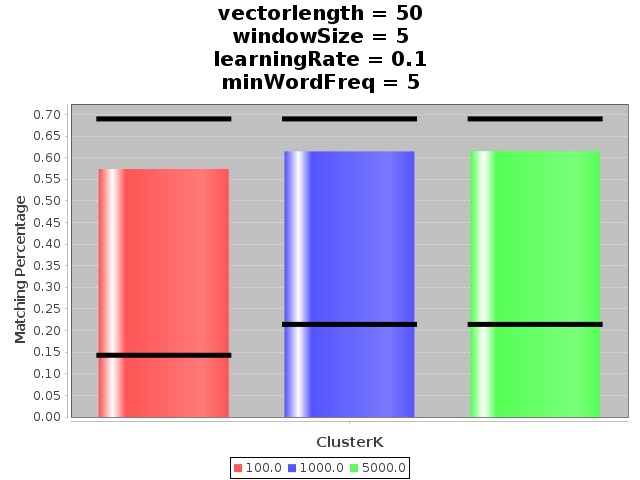 vectorlength = 50
windowSize = 5
learningRate = 0.1
minWordFreq = 5
0.70
0.65
0.60
0.55
0.50
0.45
0.40
0.35
0.30
0.25
0.20
0.15
0.10
0.05
0.00
Matching Percentage
ClusterK
100.0 1000.0 5000.0